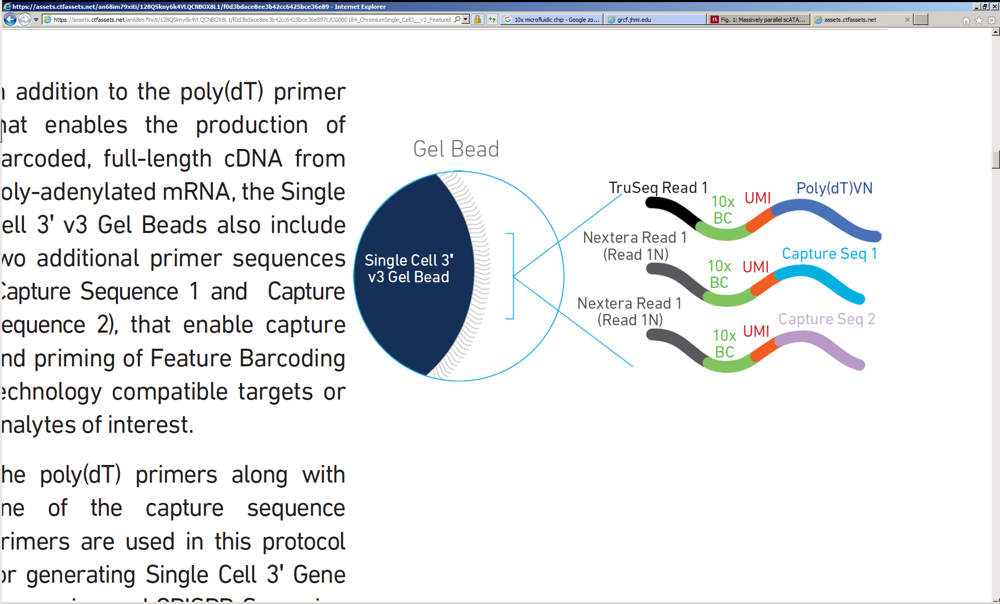 https://assets.ctfassets.net/an68im79xiti/128QSkny6k4VLQCNBOX8L1/f0d3bdace8ee3b42cc6425bce36e89 - Internet Explorer
https://assets.ctfassets.net/an68im79xiti/128QSkny6k4VLQCNBOX8L1/f0d3bdace8ee3b42cc6425bce36e897c/CG000184_ChromiumSingle_Cell3__v3_FeatureE
10x microfluidic chip - Google zo...
grcf.jhmi.edu
Fig. 1: Massively parallel scATA...
assets.ctfassets.net
addition to the poly(dT) primer
hat enables the production of
arcoded, full-length cDNA from
oly-adenylated mRNA, the Single
ell 3' v3 Gel Beads also include
wo additional primer sequences
Capture Sequence 1 and Capture
equence 2), that enable capture
nd priming of Feature Barcoding
echnology compatible targets or
nalytes of interest.
he poly(dT) primers along with
ne of the capture sequence
rimers are used in this protocol
or generating Single Cell 3' Gene
Gel Bead
Single Cell 3'
v3 Gel Bead
TruSeq Read 1
10x
BC
UMI
Poly(dT)VN
Nextera Read 1
(Read 1N)
10x
BC
UMI
Capture Seq 1
Nextera Read 1
(Read 1N)
10x
BC
UMI
Capture Seq 2